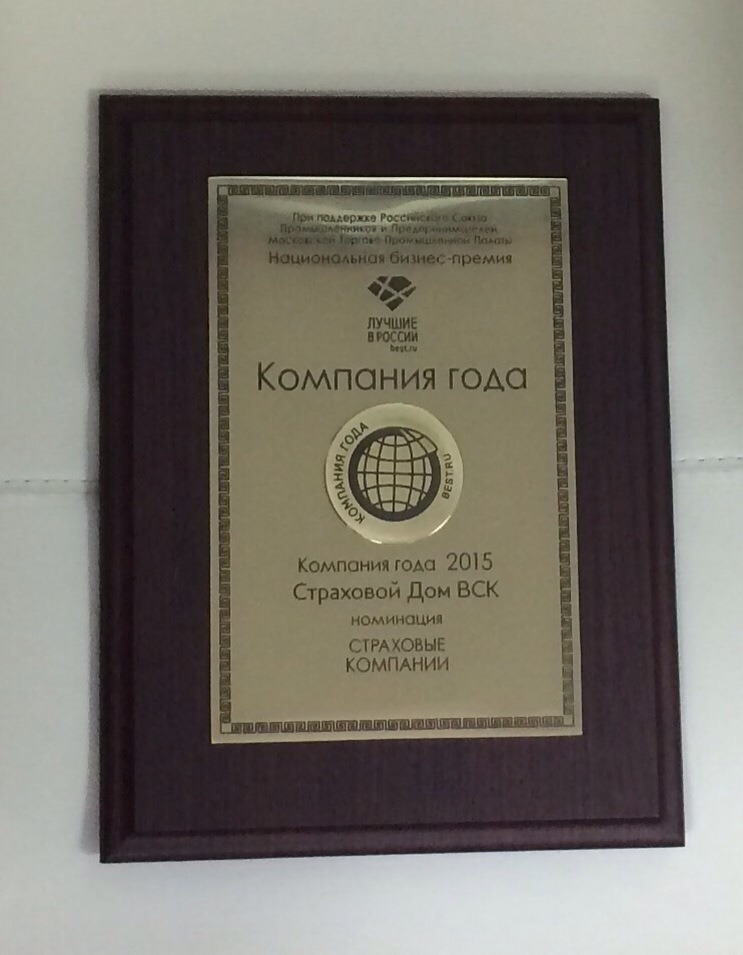 При поддержке Российского Союза
Промышленников и Предпринимателей,
Московской Торгово-Промышленной Палаты
Национальная бизнес-премия
ЛУЧШИЕ
В РОССИИ
best.ru
Компания года
КОМПАНИЯ ГОДА
BEST.RU
Компания года 2015
Страховой Дом ВСК
номинация
СТРАХОВЫЕ
КОМПАНИИ